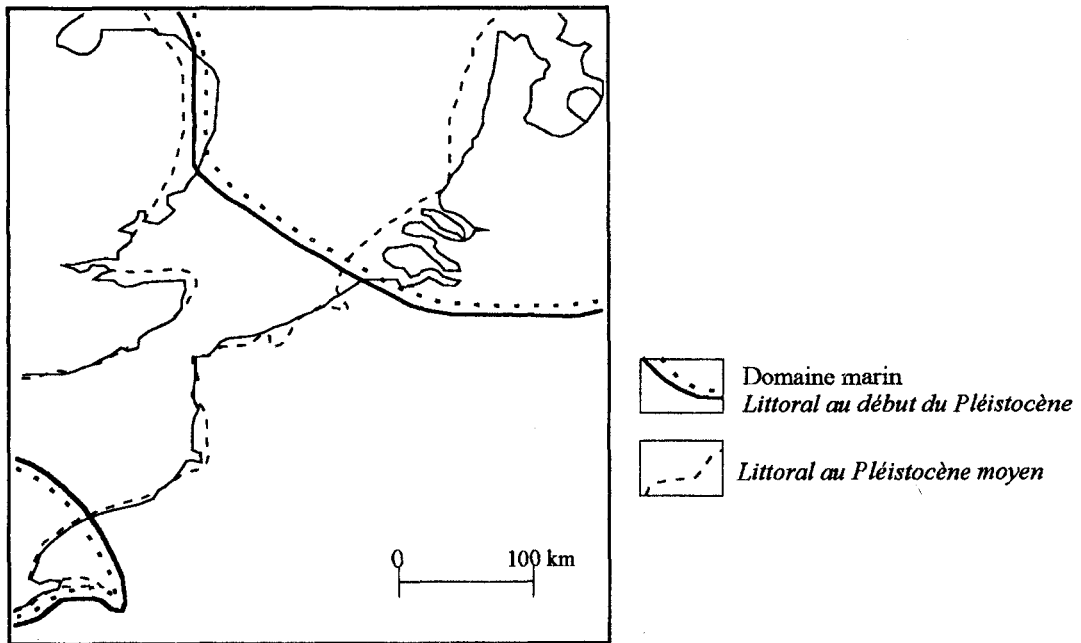 Domaine marin
Littoral au début du Pléistocène
Littoral au Pléistocène moyen
0 100 km